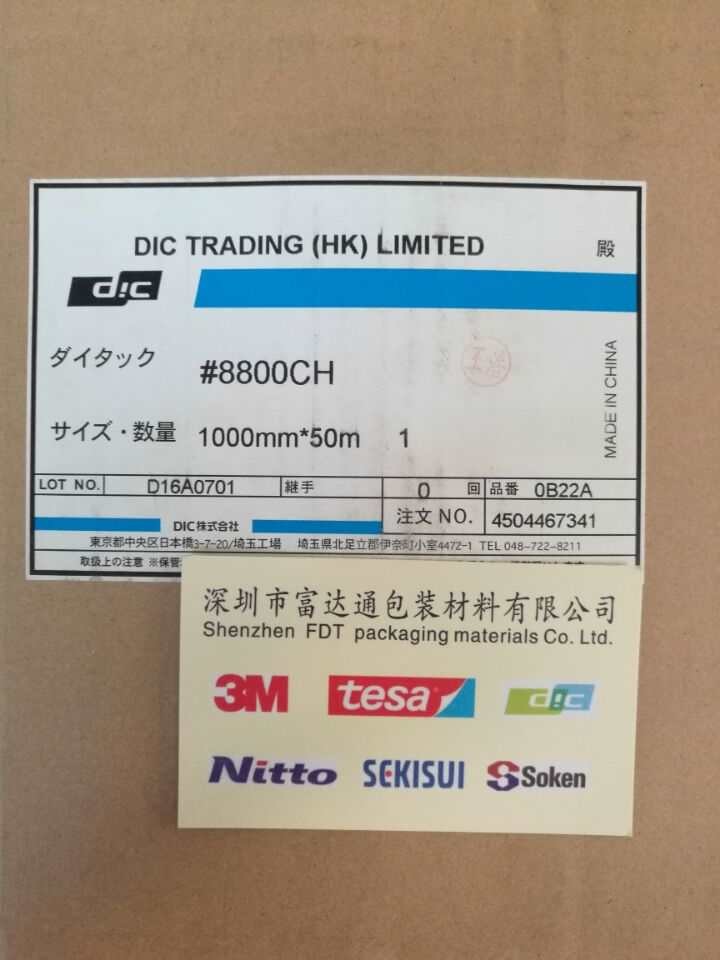 DIC TRADING (HK) LIMITED 殿
dic
ダイタック #8800CH
サイズ・数量 1000mm*50m 1
MADE IN CHINA
LOT NO. D16A0701 継手 0 回 品番 0B22A
注文 NO. 4504467341
DIC株式会社
東京都中央区日本橋3-7-20/埼玉工場 埼玉県北足立郡伊奈町小室4472-1 TEL 048-722-8211
取扱上の注意 ※保管
深圳市富达通包装材料有限公司
Shenzhen FDT packaging materials Co. Ltd.
3M tesa dic
Nitto SEKISUI Soken